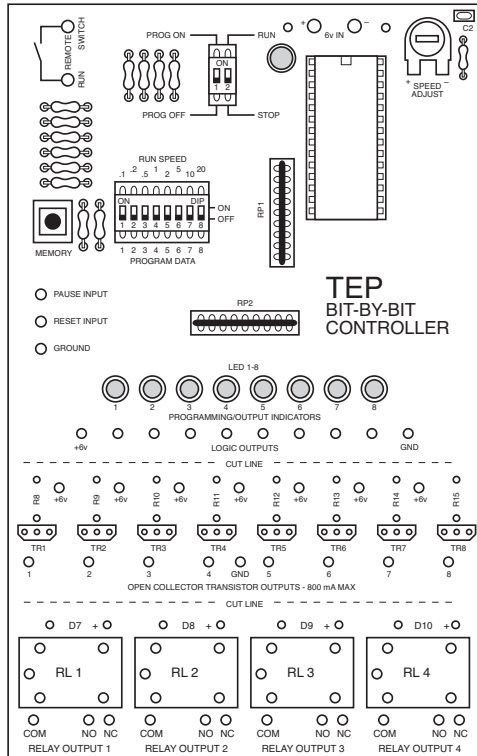 PROG ON
RUN
+ 6v IN −
C2
REMOTE
SWITCH
RUN
ON
1 2
+ −
SPEED
ADJUST
PROG OFF
STOP
RUN SPEED
.1 .2 .5 1 2 5 10 20
ON DIP
ON
OFF
1 2 3 4 5 6 7 8
1 2 3 4 5 6 7 8
PROGRAM DATA
MEMORY
RP1
PAUSE INPUT
RESET INPUT
GROUND
RP2
TEP
BIT-BY-BIT
CONTROLLER
LED 1-8
1 2 3 4 5 6 7 8
PROGRAMMING/OUTPUT INDICATORS
+6v LOGIC OUTPUTS GND
CUT LINE
R8 R9 R10 R11 R12 R13 R14 R15
+6v +6v +6v +6v +6v +6v +6v
TR1 TR2 TR3 TR4 TR5 TR6 TR7 TR8
1 2 3 4 GND 5 6 7 8
OPEN COLLECTOR TRANSISTOR OUTPUTS - 800 mA MAX
CUT LINE
D7 + D8 + D9 + D10 +
RL 1 RL 2 RL 3 RL 4
COM NO NC COM NO NC COM NO NC COM NO NC
RELAY OUTPUT 1 RELAY OUTPUT 2 RELAY OUTPUT 3 RELAY OUTPUT 4